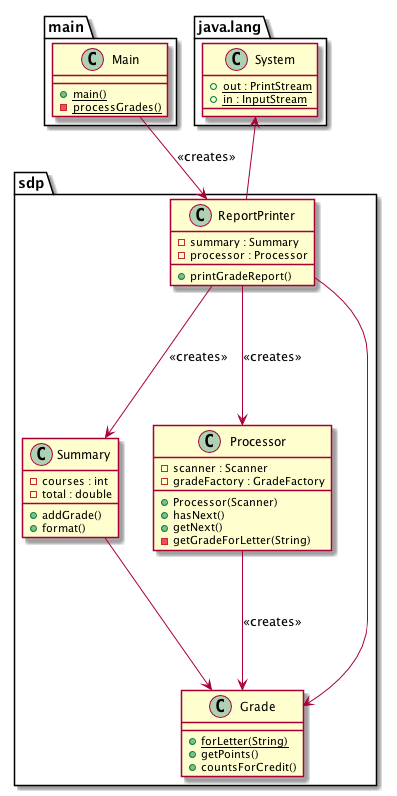 main
java.lang
C Main
main()
processGrades()
C System
out : PrintStream
in : InputStream
«creates»
sdp
C ReportPrinter
summary : Summary
processor : Processor
printGradeReport()
«creates»
«creates»
C Summary
courses : int
total : double
addGrade()
format()
C Processor
scanner : Scanner
gradeFactory : GradeFactory
Processor(Scanner)
hasNext()
getNext()
getGradeForLetter(String)
«creates»
C Grade
forLetter(String)
getPoints()
countsForCredit()